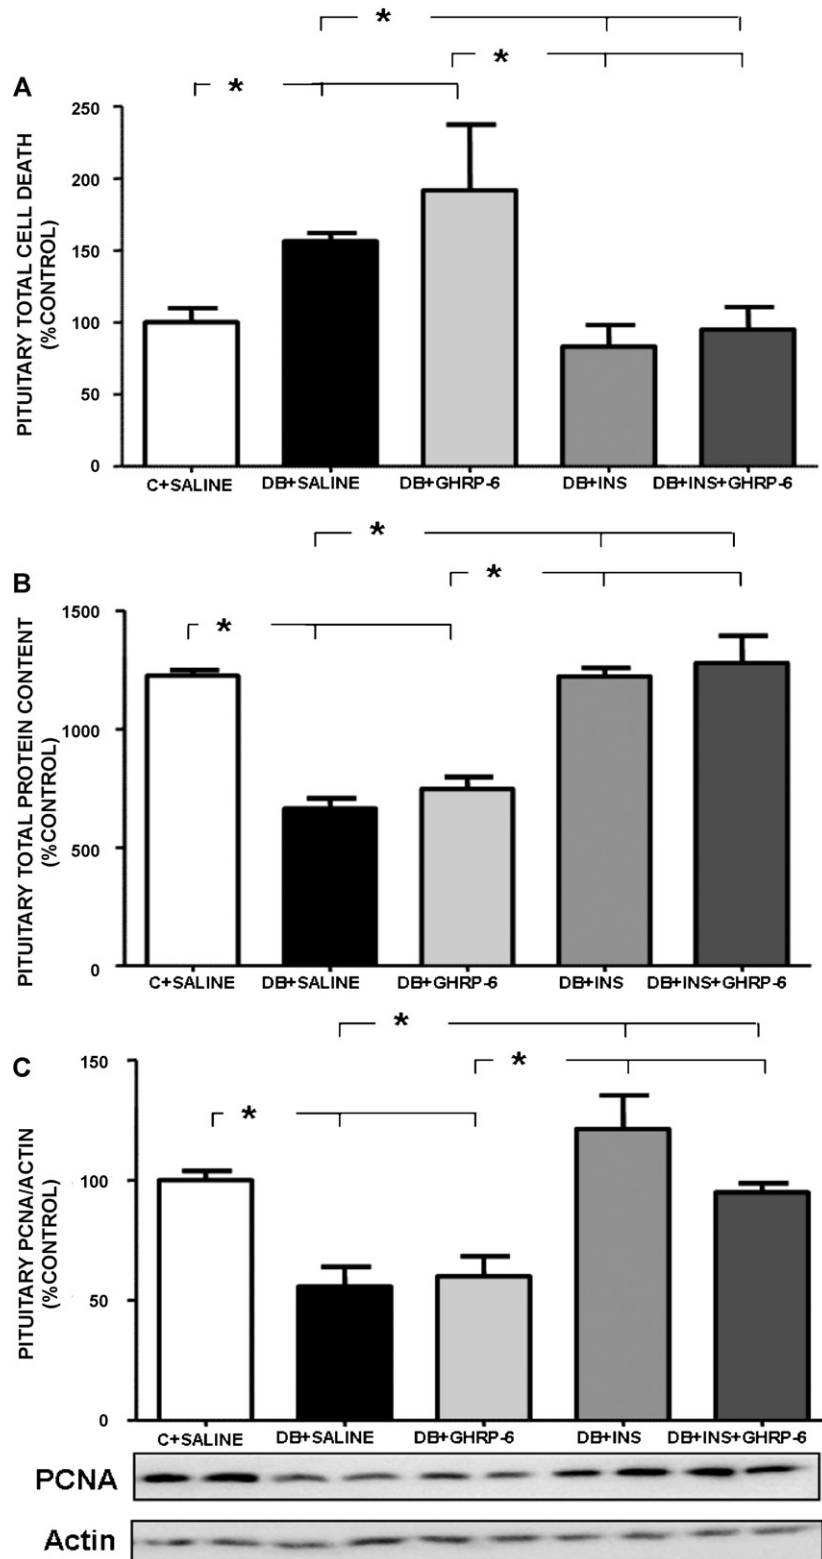 *
*
A
*
PITUITARY TOTAL CELL DEATH
(%CONTROL)
250
200
150
100
50
0
C+SALINE DB+SALINE DB+GHRP-6 DB+INS DB+INS+GHRP-6
*
*
B
*
PITUITARY TOTAL PROTEIN CONTENT
(%CONTROL)
1500
1000
500
0
C+SALINE DB+SALINE DB+GHRP-6 DB+INS DB+INS+GHRP-6
*
*
C
*
PITUITARY PCNA/ACTIN
(%CONTROL)
150
100
50
0
C+SALINE DB+SALINE DB+GHRP-6 DB+INS DB+INS+GHRP-6
PCNA
Actin